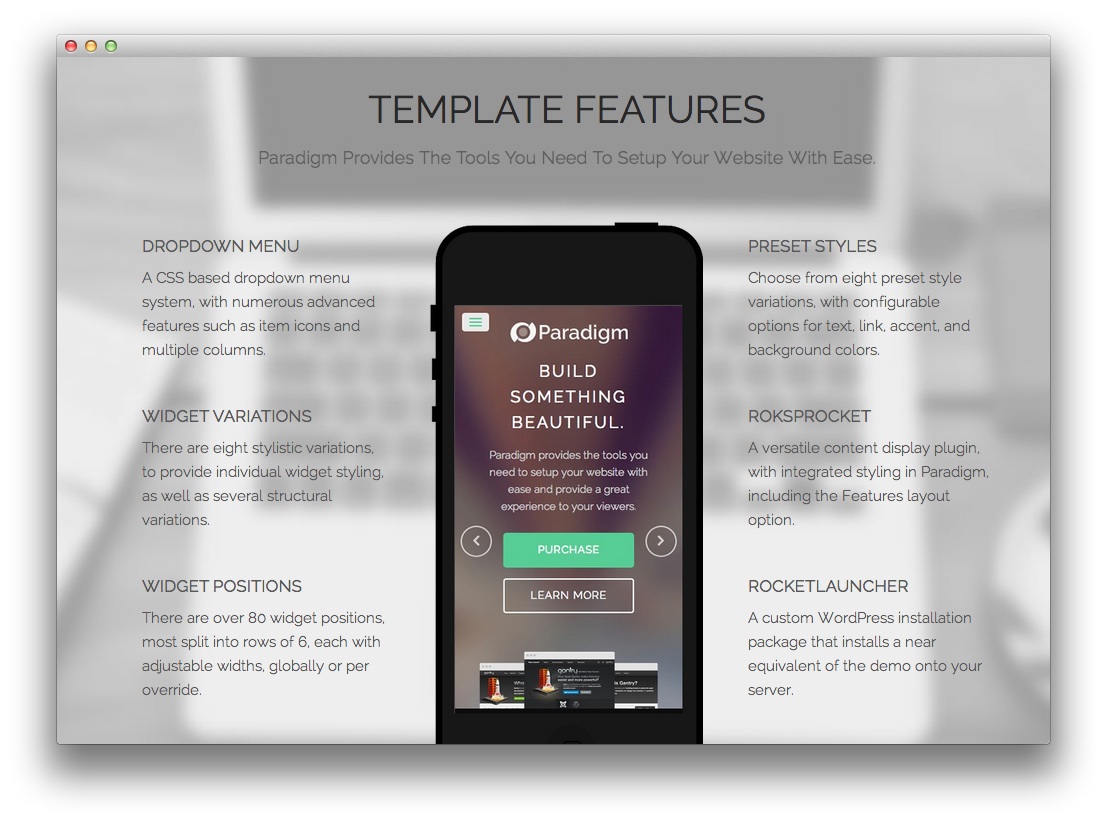 TEMPLATE FEATURES
Paradigm Provides The Tools You Need To Setup Your Website With Ease.
DROPDOWN MENU
A CSS based dropdown menu
system, with numerous advanced
features such as item icons and
multiple columns.
WIDGET VARIATIONS
There are eight stylistic variations,
to provide individual widget styling,
as well as several structural
variations.
WIDGET POSITIONS
There are over 80 widget positions,
most split into rows of 6, each with
adjustable widths, globally or per
override.
Paradigm
BUILD
SOMETHING
BEAUTIFUL.
Paradigm provides the tools you
need to setup your website with
ease and provide a great
experience to your viewers.
PURCHASE
LEARN MORE
gantry
PRESET STYLES
Choose from eight preset style
variations, with configurable
options for text, link, accent, and
background colors.
ROKSPROCKET
A versatile content display plugin,
with integrated styling in Paradigm,
including the Features layout
option.
ROCKETLAUNCHER
A custom WordPress installation
package that installs a near
equivalent of the demo onto your
server.